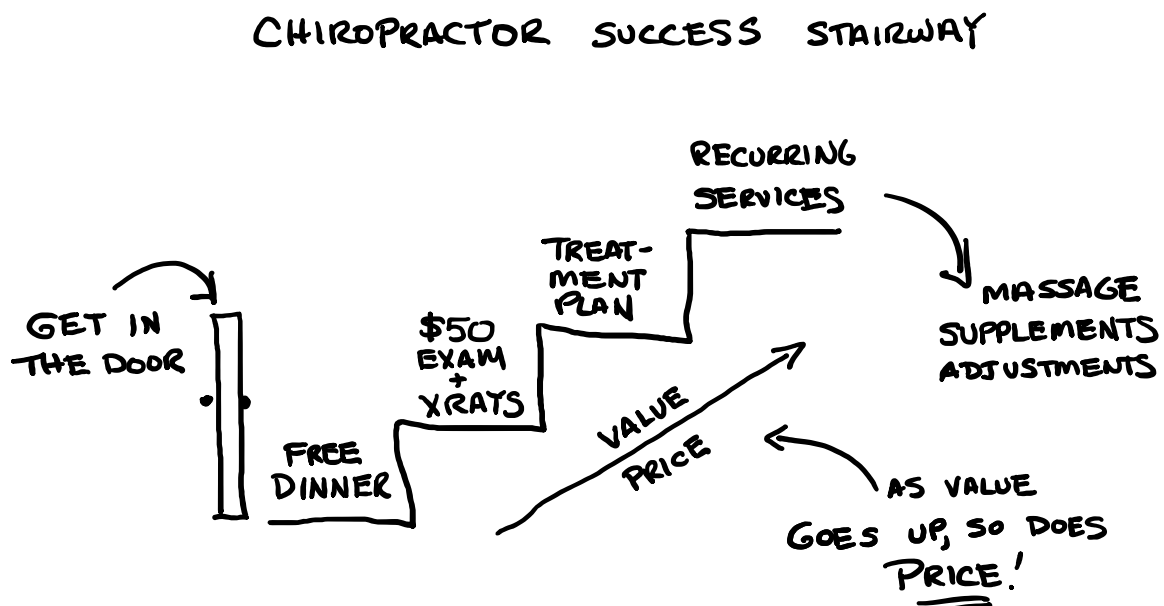 CHIROPRACTOR SUCCESS STAIRWAY
RECURRING
SERVICES
TREAT-
MENT
PLAN
MASSAGE
SUPPLEMENTS
ADJUSTMENTS
GET IN
THE DOOR
$50
EXAM
+
XRAYS
FREE
DINNER
VALUE
PRICE
AS VALUE
GOES UP, SO DOES
PRICE!